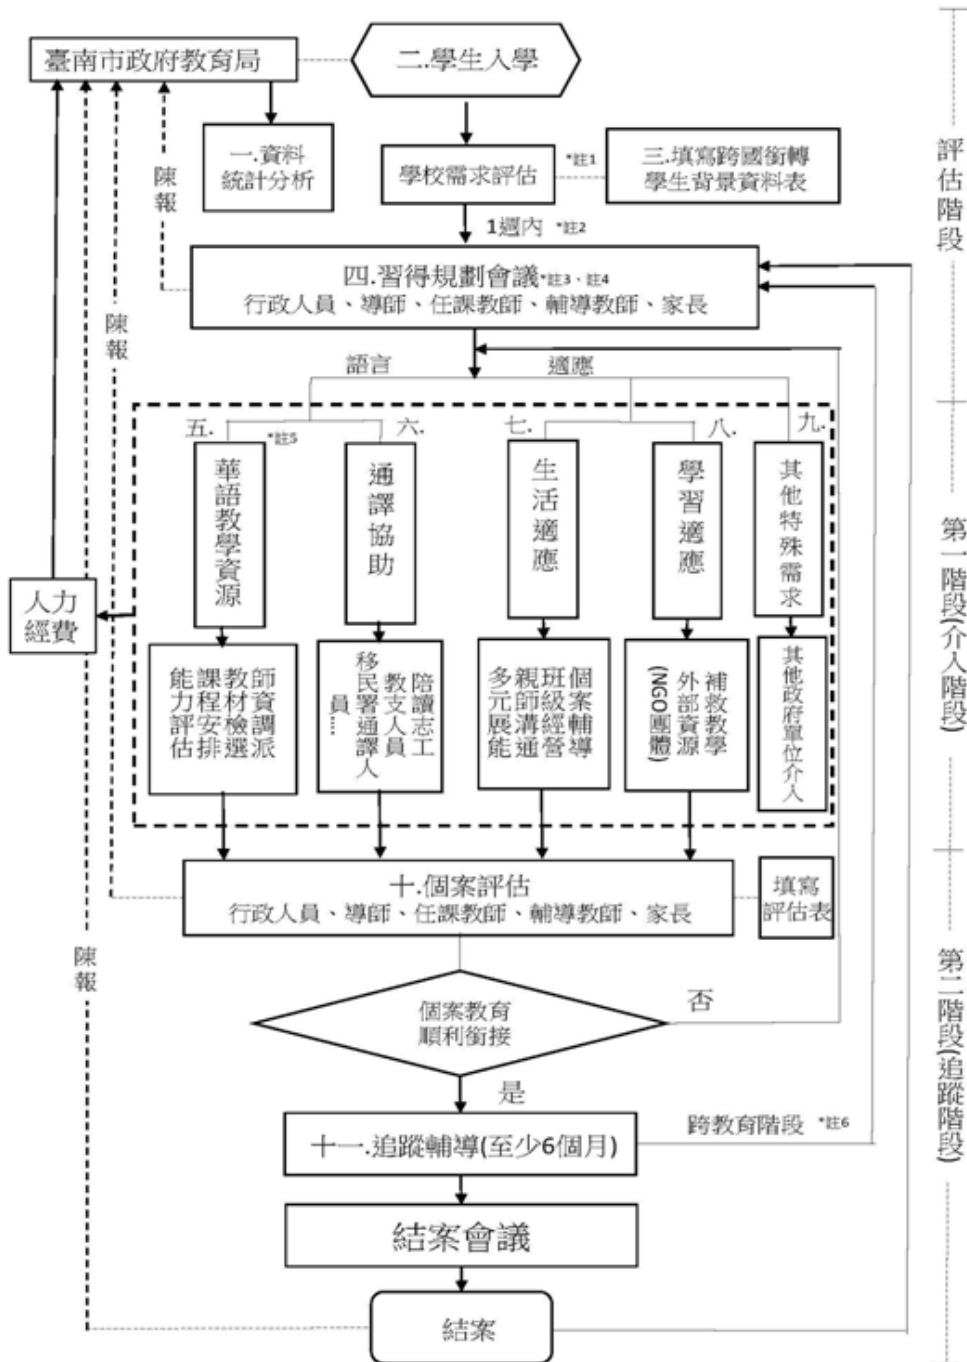 臺南市政府教育局
二.學生入學
一.資料
統計分析
學校需求評估
*註1
三.填寫跨國銜轉
學生背景資料表
陳報
1週內 *註2
四.習得規劃會議*註3、註4
行政人員、導師、任課教師、輔導教師、家長
陳報
語言
適應
五.
*註5
六.
七.
八.
九.
華語教學資源
通譯協助
生活適應
學習適應
其他特殊需求
人力
經費
師資調派
教材檢選
課程安排
能力評估
陪讀志工
教支人員
移民署通譯人
員....
個案輔導
班級經營
親師溝通
多元展能
補救教學
外部資源
(NGO團體)
其他政府單位介入
十.個案評估
行政人員、導師、任課教師、輔導教師、家長
填寫
評估表
陳報
個案教育
順利銜接
否
是
十一.追蹤輔導(至少6個月)
跨教育階段 *註6
結案會議
結案
評估階段
第一階段(介入階段)
第二階段(追蹤階段)